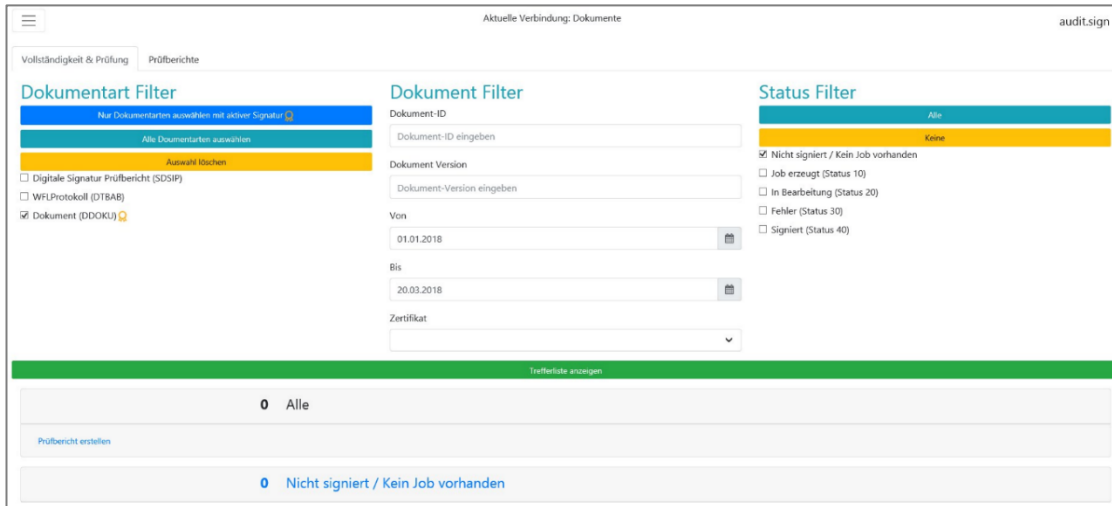 Aktuelle Verbindung: Dokumente
audit.sign
Vollständigkeit & Prüfung
Prüfberichte
Dokumentart Filter
Nur Dokumentarten auswählen mit aktiver Signatur
Alle Doumentarten auswählen
Auswahl löschen
Digitale Signatur Prüfbericht (SDSIP)
WFLProtokoll (DTBAB)
Dokument (DDOKU)
Dokument Filter
Dokument-ID
Dokument-ID eingeben
Dokument Version
Dokument-Version eingeben
Von
01.01.2018
Bis
20.03.2018
Zertifikat
Status Filter
Alle
Keine
Nicht signiert / Kein Job vorhanden
Job erzeugt (Status 10)
In Bearbeitung (Status 20)
Fehler (Status 30)
Signiert (Status 40)
Trefferliste anzeigen
0 Alle
Prüfbericht erstellen
0 Nicht signiert / Kein Job vorhanden